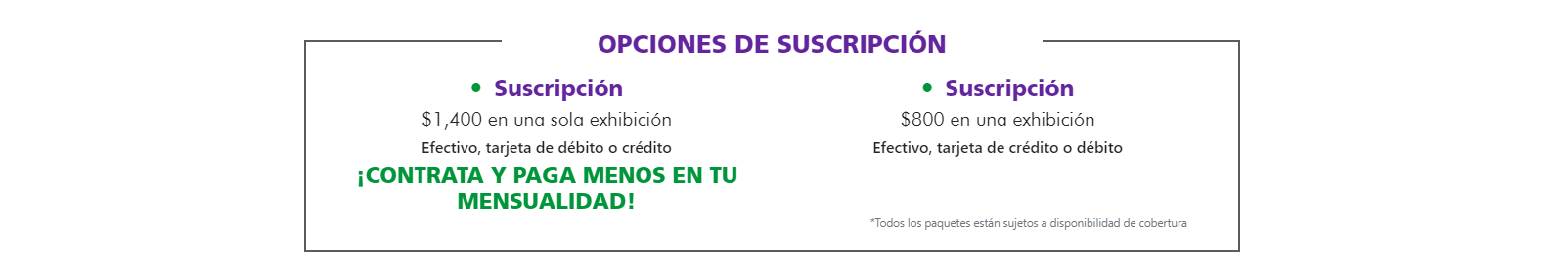 OPCIONES DE SUSCRIPCIÓN
• Suscripción
$1,400 en una sola exhibición
Efectivo, tarjeta de débito o crédito
¡CONTRATA Y PAGA MENOS EN TU
MENSUALIDAD!
• Suscripción
$800 en una exhibición
Efectivo, tarjeta de crédito o débito
*Todos los paquetes están sujetos a disponibilidad de cobertura